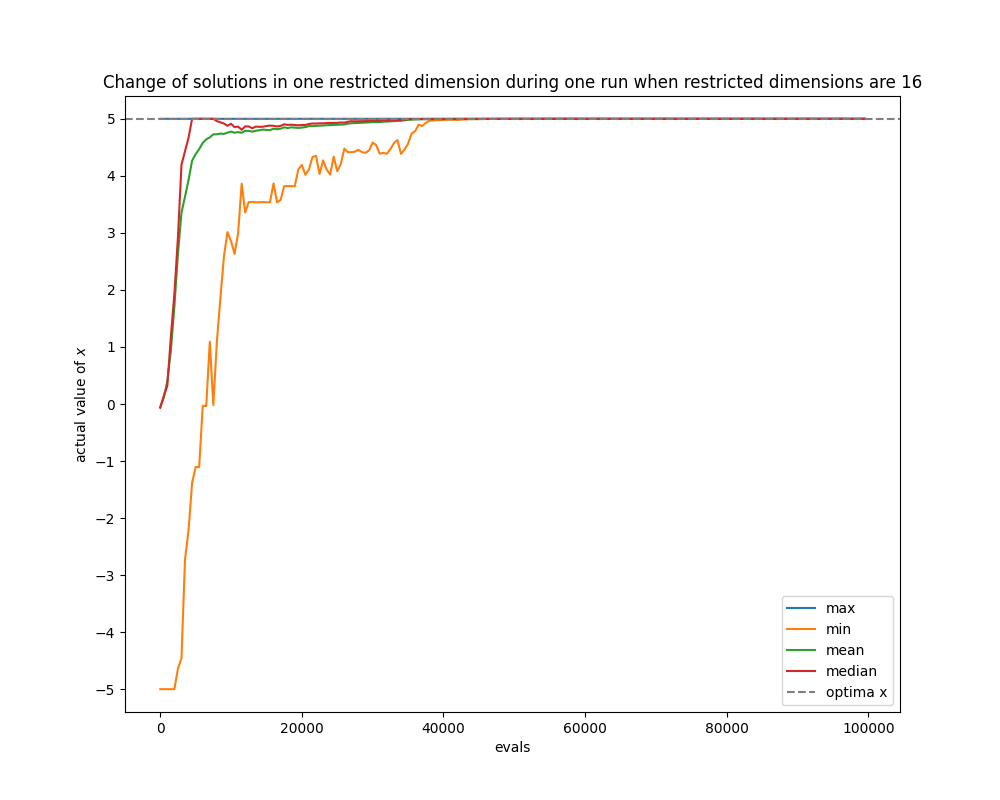 Change of solutions in one restricted dimension during one run when restricted dimensions are 16
actual value of x
5
4
3
2
1
0
−1
−2
−3
−4
−5
0 20000 40000 60000 80000 100000
evals
max
min
mean
median
optima x